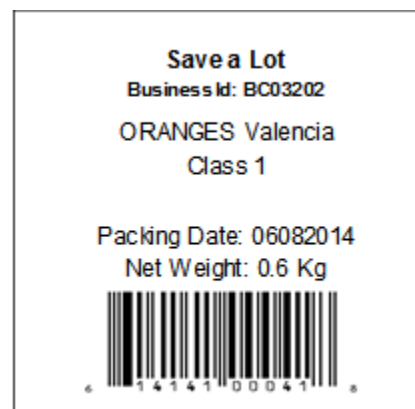 Save a Lot
Business Id: BC03202
ORANGES Valencia
Class 1
Packing Date: 06082014
Net Weight: 0.6 Kg
6 14141 00041 8